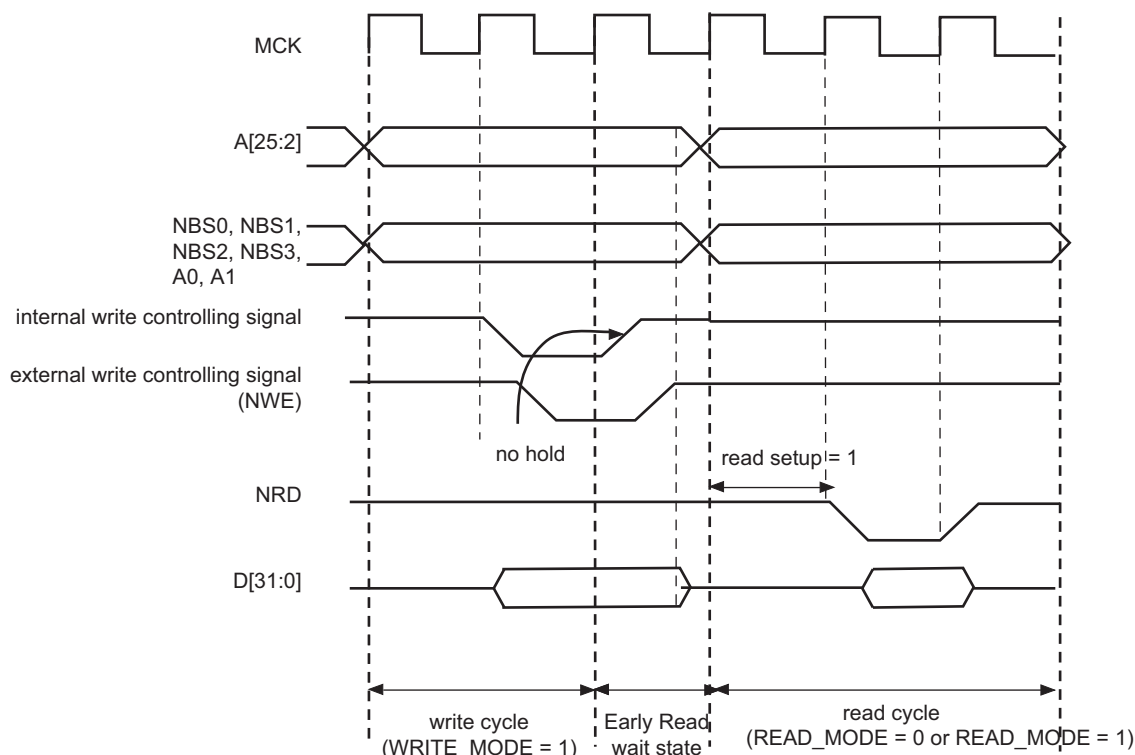 MCK
A[25:2]
NBS0, NBS1,
NBS2, NBS3,
A0, A1
internal write controlling signal
external write controlling signal
(NWE)
no hold
read setup = 1
NRD
D[31:0]
write cycle
(WRITE_MODE = 1)
Early Read
wait state
read cycle
(READ_MODE = 0 or READ_MODE = 1)